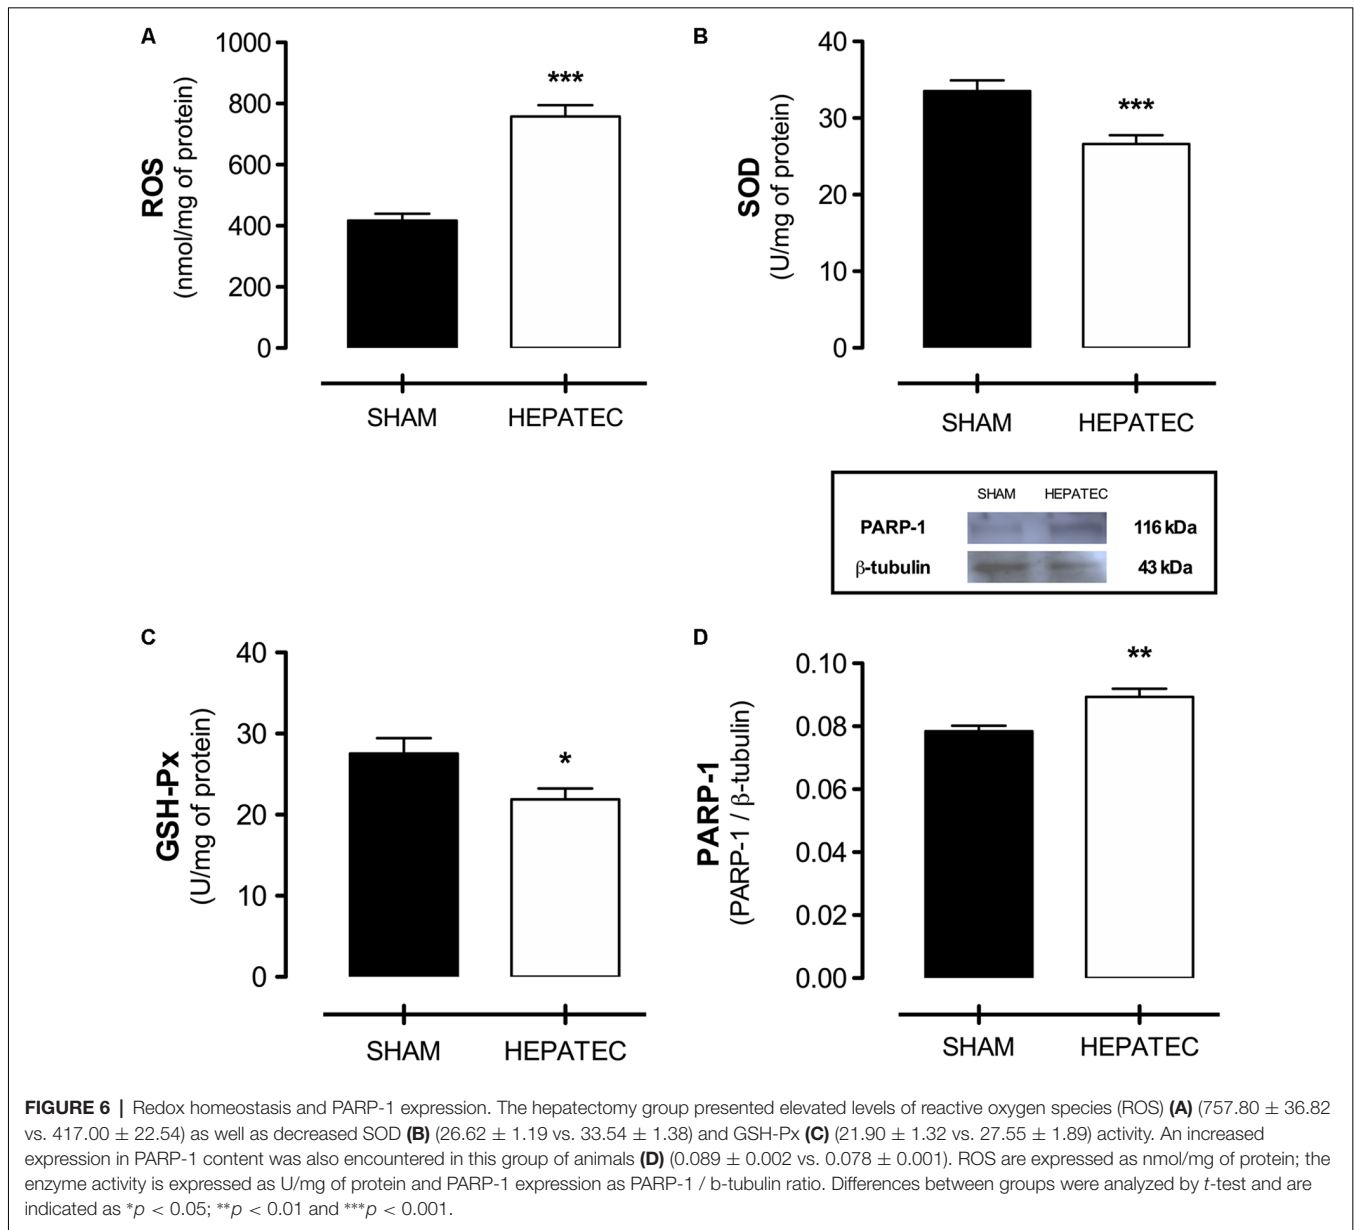 A
1000
800
600
400
200
0
ROS
(nmol/mg of protein)
***
SHAM HEPATEC
B
40
30
20
10
0
SOD
(U/mg of protein)
***
SHAM HEPATEC
SHAM HEPATEC
PARP-1 116 kDa
β-tubulin 43 kDa
C
40
30
20
10
0
GSH-Px
(U/mg of protein)
*
SHAM HEPATEC
D
0.10
0.08
0.06
0.04
0.02
0.00
PARP-1
(PARP-1 / β-tubulin)
**
SHAM HEPATEC
FIGURE 6 | Redox homeostasis and PARP-1 expression. The hepatectomy group presented elevated levels of reactive oxygen species (ROS) (A) (757.80 ± 36.82
vs. 417.00 ± 22.54) as well as decreased SOD (B) (26.62 ± 1.19 vs. 33.54 ± 1.38) and GSH-Px (C) (21.90 ± 1.32 vs. 27.55 ± 1.89) activity. An increased
expression in PARP-1 content was also encountered in this group of animals (D) (0.089 ± 0.002 vs. 0.078 ± 0.001). ROS are expressed as nmol/mg of protein; the
enzyme activity is expressed as U/mg of protein and PARP-1 expression as PARP-1 / b-tubulin ratio. Differences between groups were analyzed by t-test and are
indicated as *p < 0.05; **p < 0.01 and ***p < 0.001.